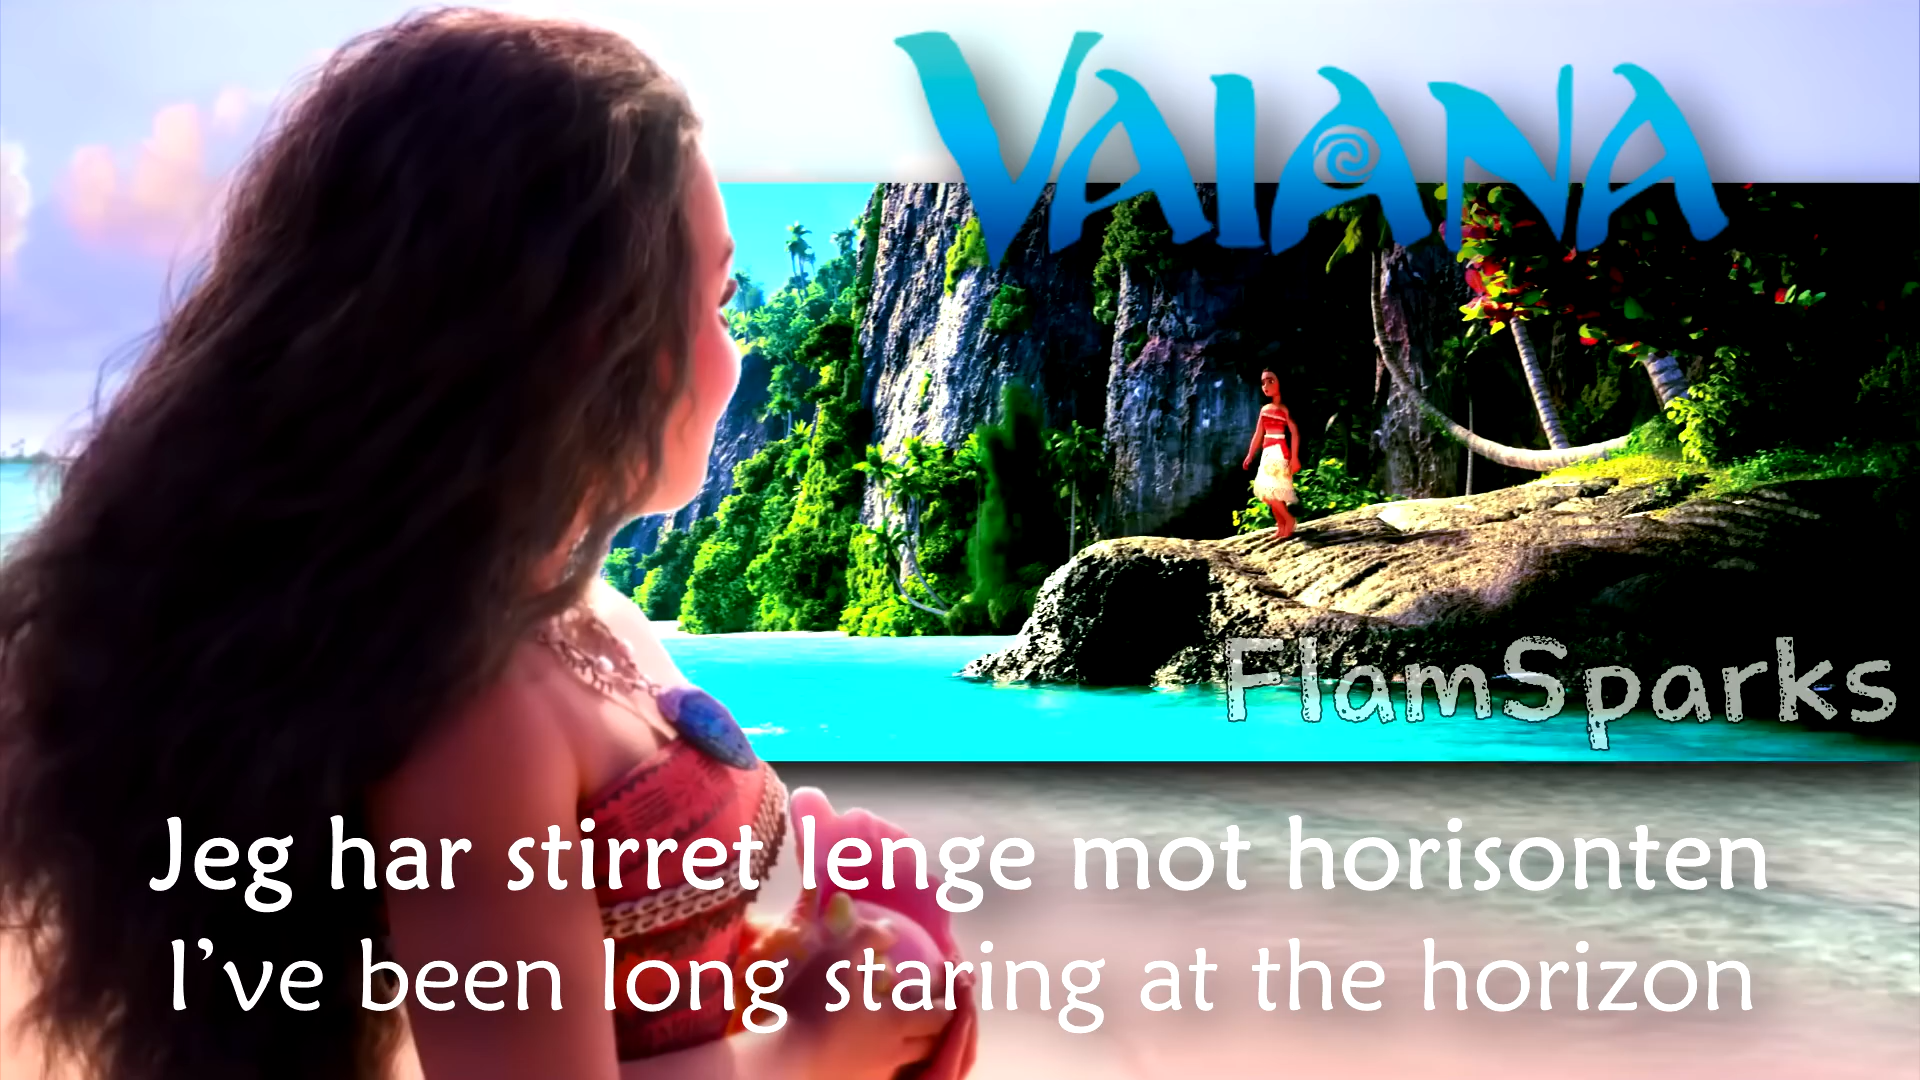 VAIANA
FlamSparks
Jeg har stirret lenge mot horisonten
I've been long staring at the horizon